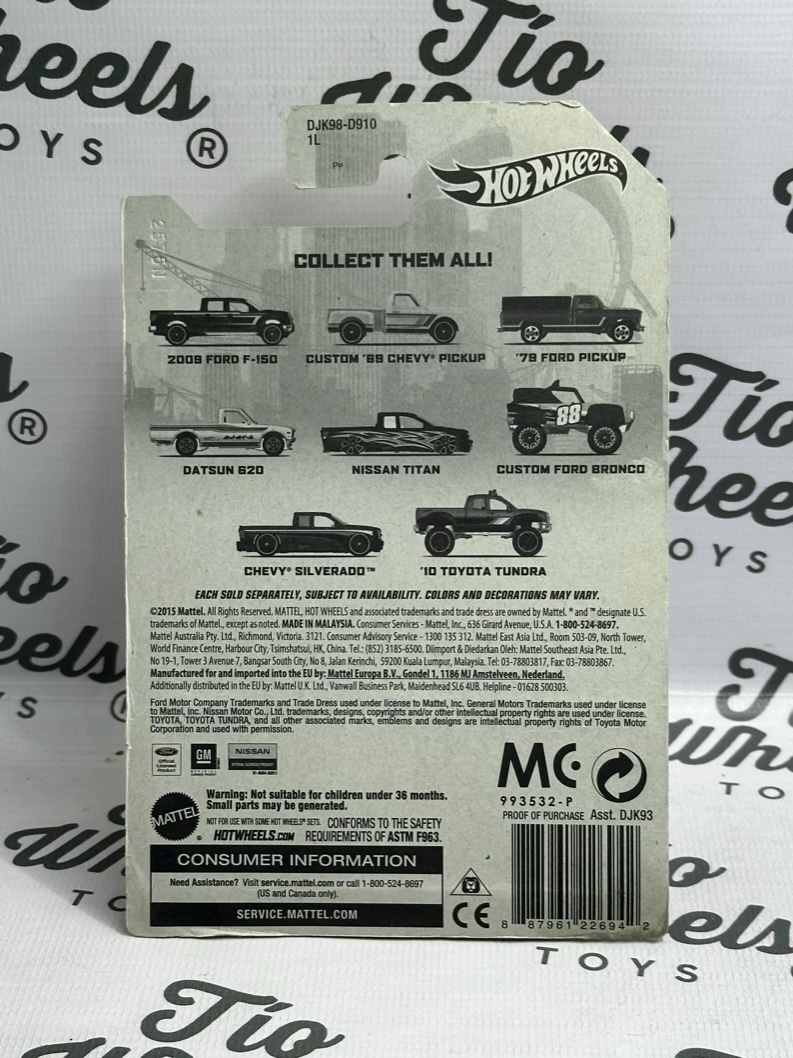 Tío
Wheels
TOYS ®
DJK98-D910
1L
PP
HOT WHEELS
2575N
COLLECT THEM ALL!
2009 FORD F-150
CUSTOM '69 CHEVY® PICKUP
'79 FORD PICKUP
DATSUN 620
NISSAN TITAN
88
CUSTOM FORD BRONCO
CHEVY® SILVERADO™
'10 TOYOTA TUNDRA
EACH SOLD SEPARATELY, SUBJECT TO AVAILABILITY. COLORS AND DECORATIONS MAY VARY.
©2015 Mattel. All Rights Reserved. MATTEL, HOT WHEELS and associated trademarks and trade dress are owned by Mattel. ® and ™ designate U.S.
trademarks of Mattel., except as noted. MADE IN MALAYSIA. Consumer Services - Mattel, Inc., 636 Girard Avenue, U.S.A. 1-800-524-8697.
Mattel Australia Pty. Ltd., Richmond, Victoria. 3121. Consumer Advisory Service - 1300 135 312. Mattel East Asia Ltd., Room 503-09, North Tower,
World Finance Centre, Harbour City, Tsimshatsui, HK, China. Tel.: (852) 3185-6500. Diimport & Diedarkan Oleh: Mattel Southeast Asia Pte. Ltd.,
No 19-1, Tower 3 Avenue 7, Bangsar South City, No 8, Jalan Kerinchi, 59200 Kuala Lumpur, Malaysia. Tel: 03-78803817, Fax: 03-78803867.
Manufactured for and imported into the EU by: Mattel Europa B.V., Gondel 1, 1186 MJ Amstelveen, Nederland.
Additionally distributed in the EU by: Mattel U.K. Ltd., Vanwall Business Park, Maidenhead SL6 4UB. Helpline - 01628 500303.
Ford Motor Company Trademarks and Trade Dress used under license to Mattel, Inc. General Motors Trademarks used under license
to Mattel, Inc. Nissan Motor Co., Ltd. trademarks, designs, copyrights and/or other intellectual property rights are used under license.
TOYOTA, TOYOTA TUNDRA, and all other associated marks, emblems and designs are intellectual property rights of Toyota Motor
Corporation and used with permission.
Ford
Official
Licensed
Product
GM
NISSAN
MC
993532-P
PROOF OF PURCHASE Asst. DJK93
Warning: Not suitable for children under 36 months.
Small parts may be generated.
MATTEL
NOT FOR USE WITH SOME HOT WHEELS® SETS. CONFORMS TO THE SAFETY
HOTWHEELS.COM REQUIREMENTS OF ASTM F963.
CONSUMER INFORMATION
Need Assistance? Visit service.mattel.com or call 1-800-524-8697
(US and Canada only).
SERVICE.MATTEL.COM
CE
8 87961 22694 2
TOYS
Tío